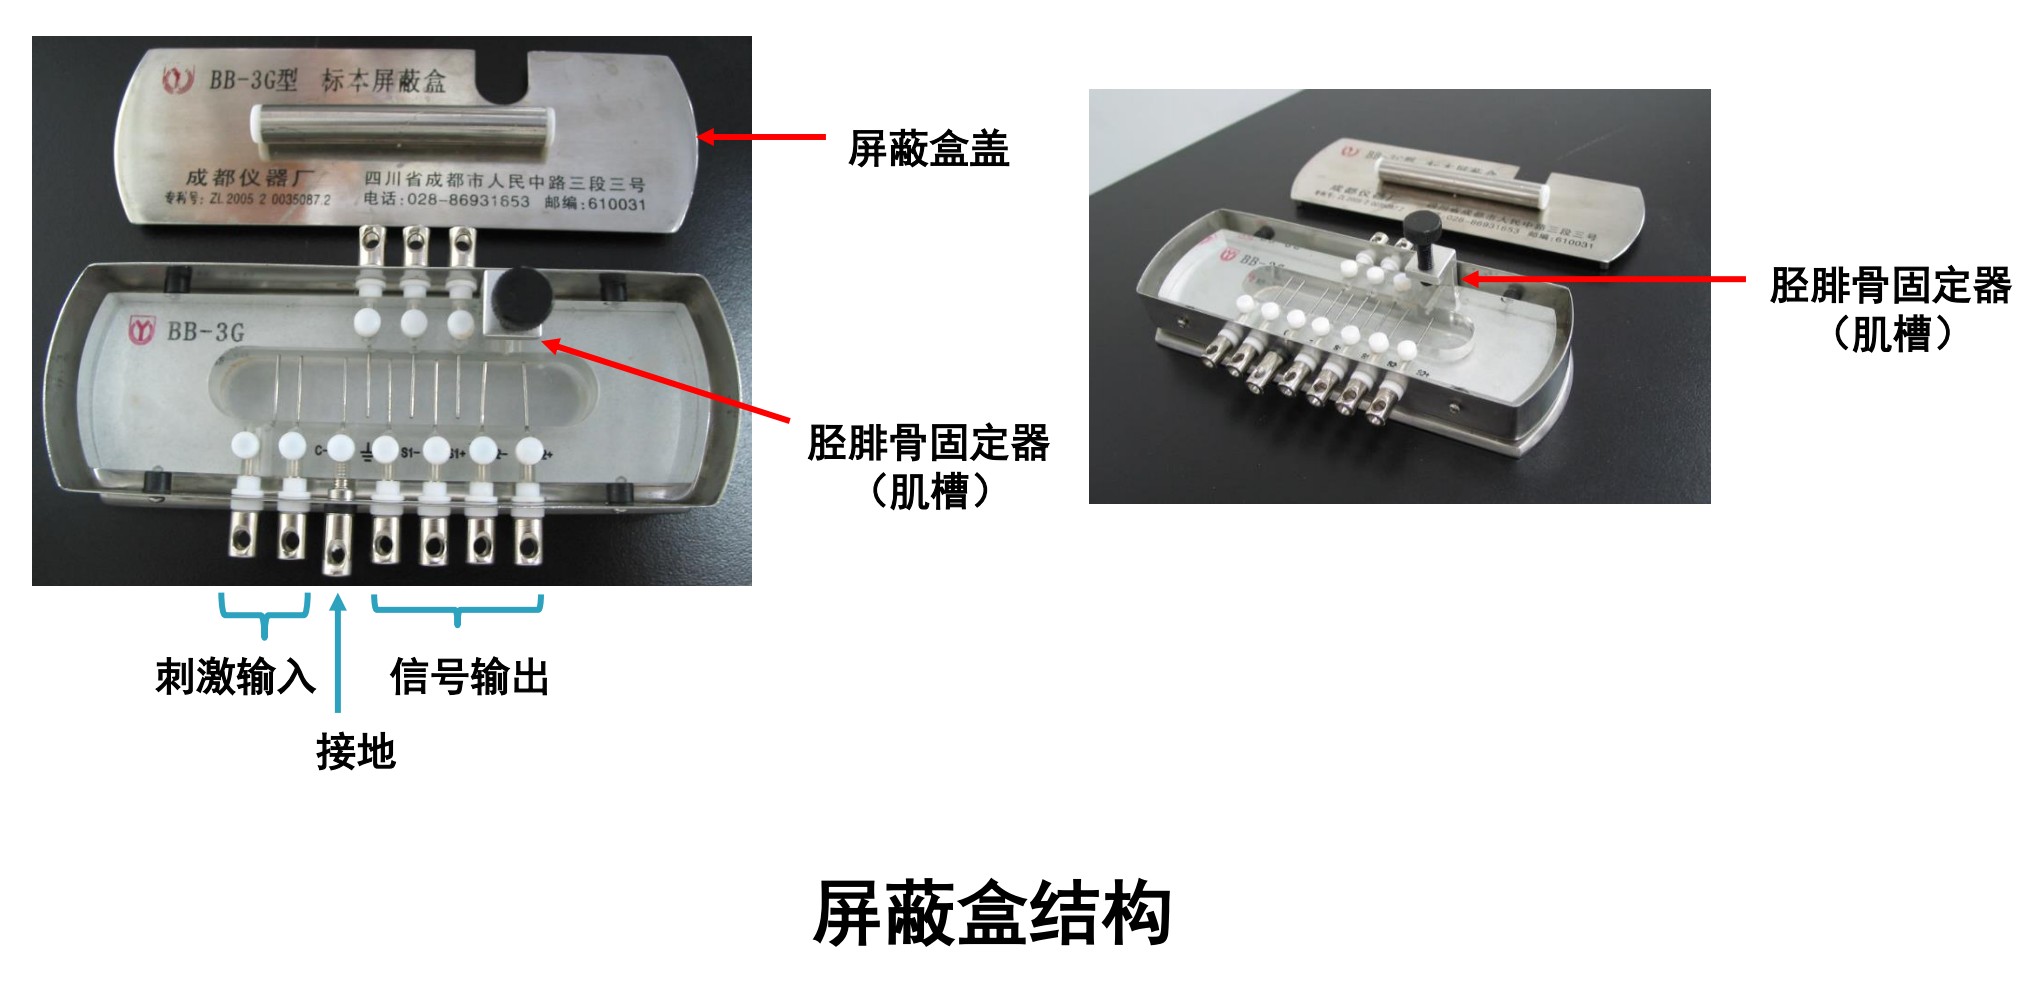 BB-3G型 标本屏蔽盒
成都仪器厂 四川省成都市人民中路三段三号
专利号: ZL 2005 2 0035087.2 电话:028-86931653 邮编:610031
屏蔽盒盖
BB-3G
C- S1- S1+
胫腓骨固定器
（肌槽）
胫腓骨固定器
（肌槽）
刺激输入
信号输出
接地
屏蔽盒结构